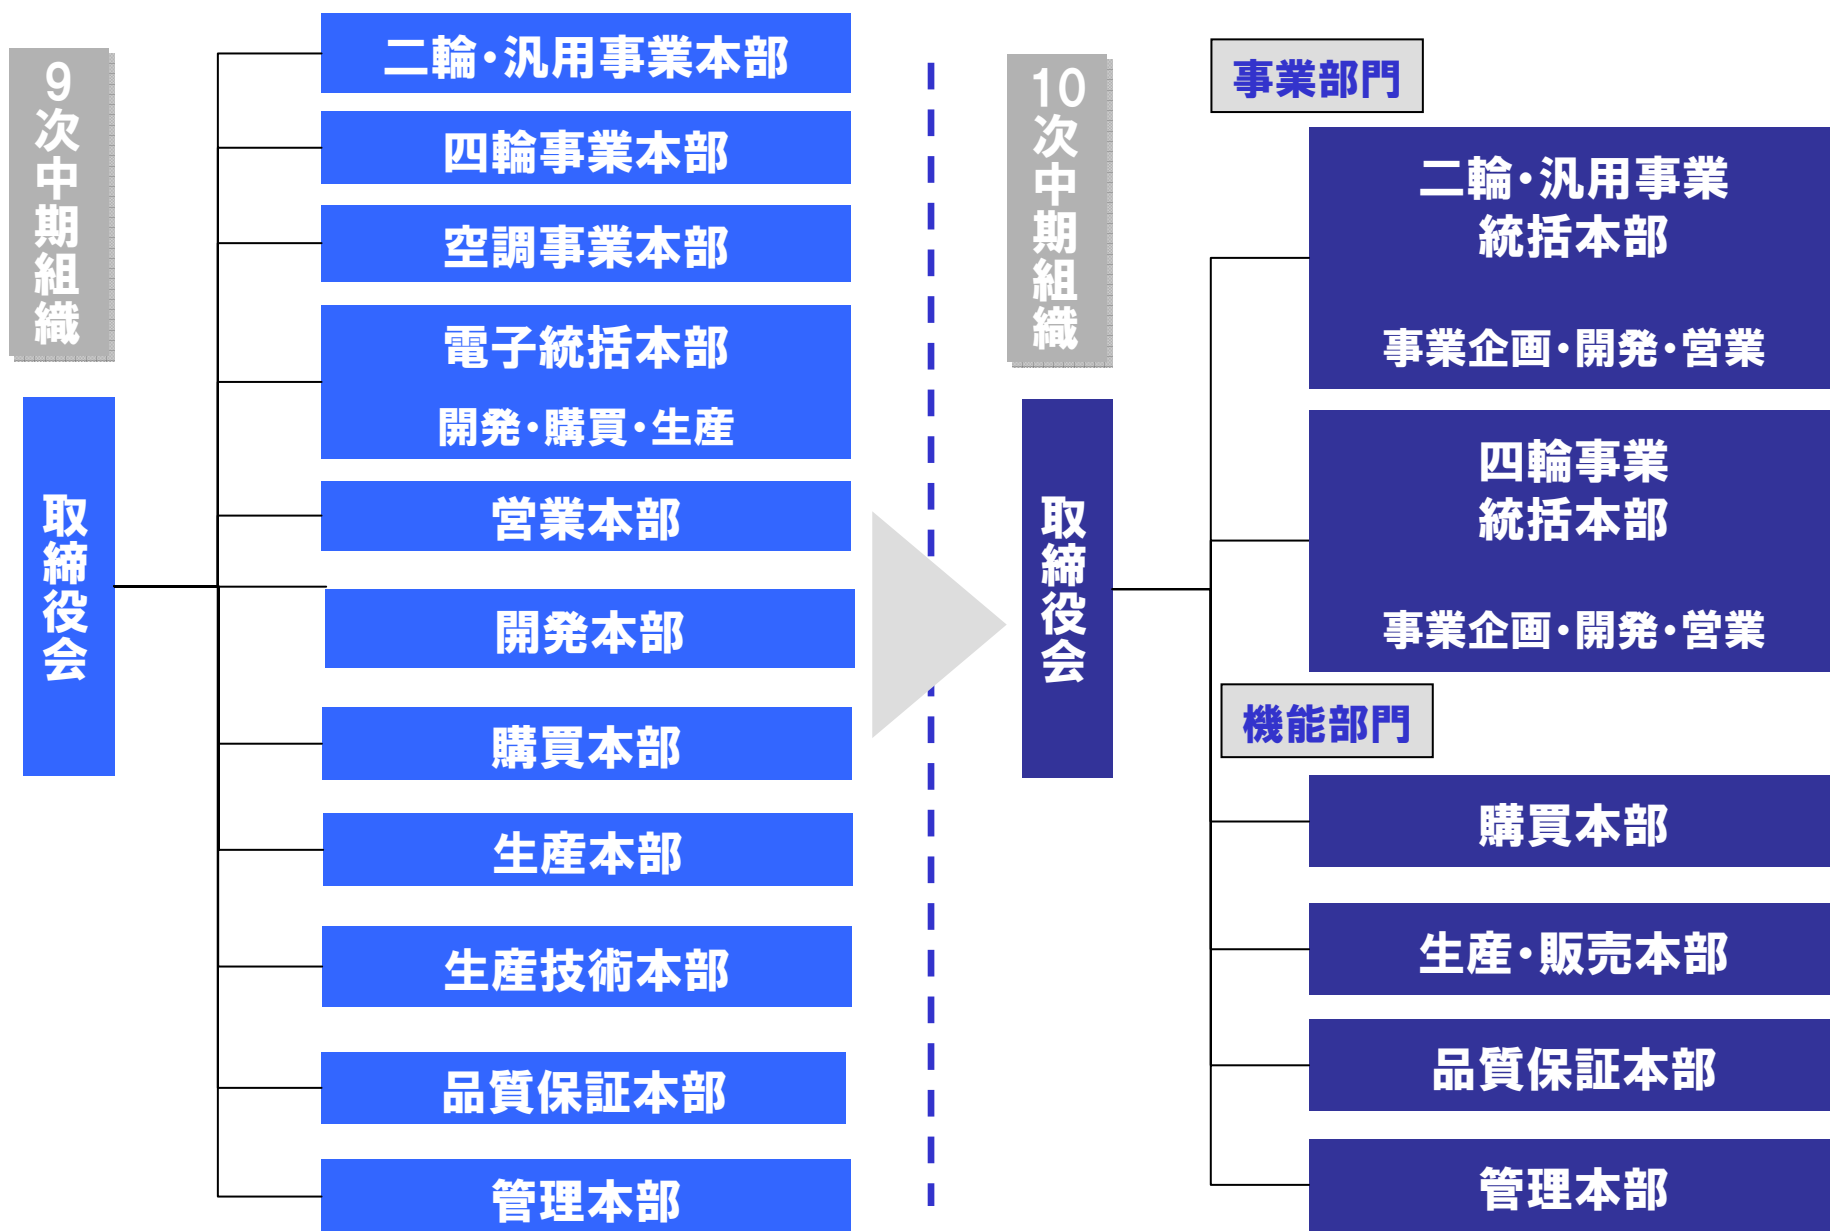 9次中期組織
取締役会
二輪・汎用事業本部
四輪事業本部
空調事業本部
電子統括本部
開発・購買・生産
営業本部
開発本部
購買本部
生産本部
生産技術本部
品質保証本部
管理本部
10次中期組織
取締役会
事業部門
二輪・汎用事業
統括本部
事業企画・開発・営業
四輪事業
統括本部
事業企画・開発・営業
機能部門
購買本部
生産・販売本部
品質保証本部
管理本部